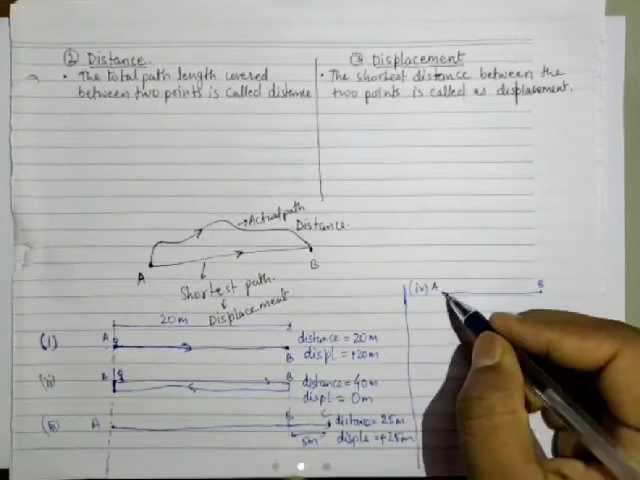 ② Distance.
③ Displacement
• The total path length covered
between two points is called distance
• The shortest distance between the
two points is called as displacement.
Actual path
Distance.
A
B
Shortest path.
Displacement
20m
(iv) A B
(i) A B
distance = 20m
displ = +20m
(ii) A B
distance = 40m
displ = 0m
A B C
5m
distance = 25m
displ = +25m